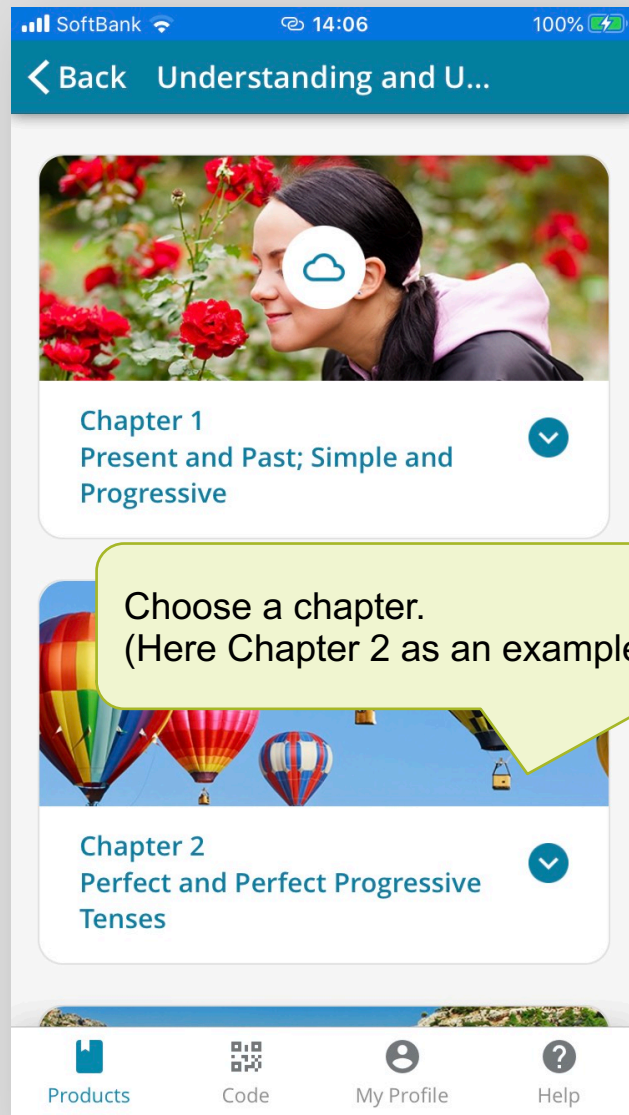 SoftBank 14:06 100%
Back Understanding and U...
Chapter 1
Present and Past; Simple and
Progressive
Choose a chapter.
(Here Chapter 2 as an example
Chapter 2
Perfect and Perfect Progressive
Tenses
Products Code My Profile Help